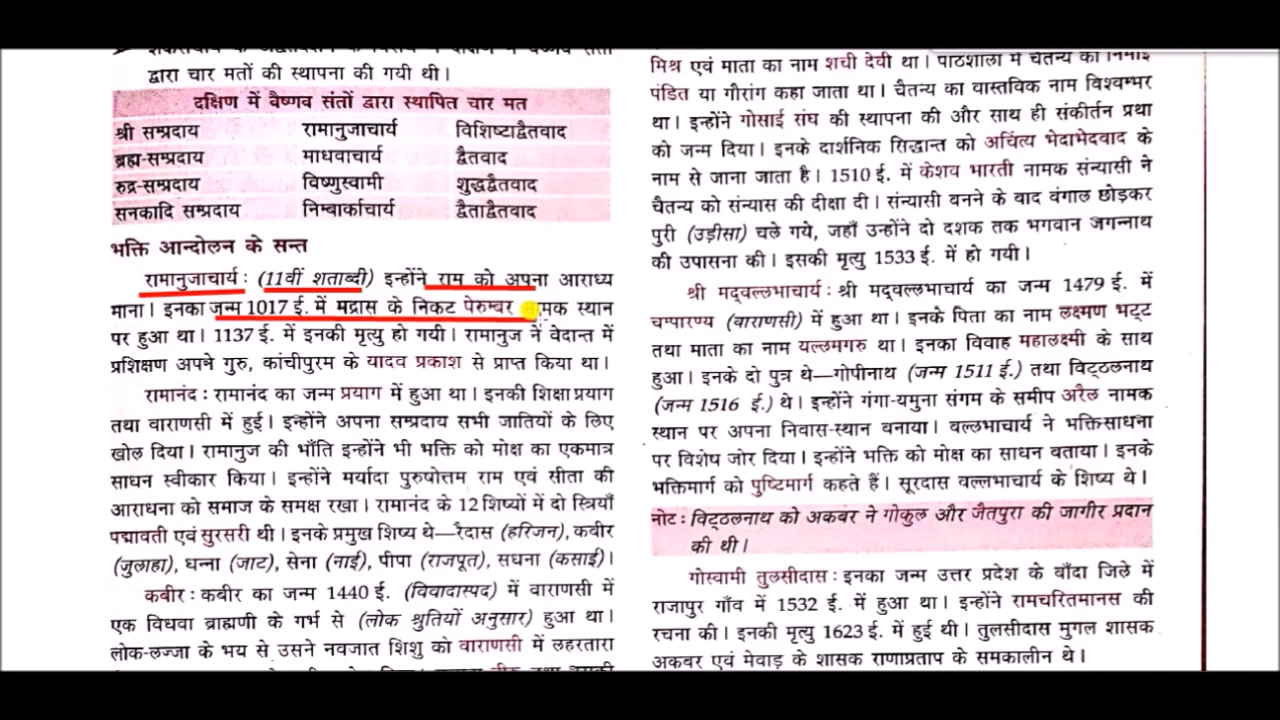 द्वारा चार मतों की स्थापना की गयी थी।
दक्षिण में वैष्णव संतों द्वारा स्थापित चार मत
श्री सम्प्रदाय रामानुजाचार्य विशिष्टाद्वैतवाद
ब्रह्म-सम्प्रदाय माधवाचार्य द्वैतवाद
रुद्र-सम्प्रदाय विष्णुस्वामी शुद्धद्वैतवाद
सनकादि सम्प्रदाय निम्बार्काचार्य द्वैताद्वैतवाद
भक्ति आन्दोलन के सन्त
रामानुजाचार्य : (11वीं शताब्दी) इन्होंने राम को अपना आराध्य
माना। इनका जन्म 1017 ई. में मद्रास के निकट पेरुम्बर नामक स्थान
पर हुआ था। 1137 ई. में इनकी मृत्यु हो गयी। रामानुज ने वेदान्त में
प्रशिक्षण अपने गुरु, कांचीपुरम के यादव प्रकाश से प्राप्त किया था।
रामानंद : रामानंद का जन्म प्रयाग में हुआ था। इनकी शिक्षा प्रयाग
तथा वाराणसी में हुई। इन्होंने अपना सम्प्रदाय सभी जातियों के लिए
खोल दिया। रामानुज की भाँति इन्होंने भी भक्ति को मोक्ष का एकमात्र
साधन स्वीकार किया। इन्होंने मर्यादा पुरुषोत्तम राम एवं सीता की
आराधना को समाज के समक्ष रखा। रामानंद के 12 शिष्यों में दो स्त्रियाँ
पद्मावती एवं सुरसरी थी। इनके प्रमुख शिष्य थे—रैदास (हरिजन), कबीर
(जुलाहा), धन्ना (जाट), सेना (नाई), पीपा (राजपूत), सधना (कसाई)।
कबीर : कबीर का जन्म 1440 ई. (विवादास्पद) में वाराणसी में
एक विधवा ब्राह्मणी के गर्भ से (लोक श्रुतियों अनुसार) हुआ था।
लोक-लज्जा के भय से उसने नवजात शिशु को वाराणसी में लहरतारा
मिश्र एवं माता का नाम शची देवी था। पाठशाला में चैतन्य को निमाई
पंडित या गौरांग कहा जाता था। चैतन्य का वास्तविक नाम विश्वम्भर
था। इन्होंने गोसाई संघ की स्थापना की और साथ ही संकीर्तन प्रथा
को जन्म दिया। इनके दार्शनिक सिद्धान्त को अचिंत्य भेदाभेदवाद के
नाम से जाना जाता है। 1510 ई. में केशव भारती नामक संन्यासी ने
चैतन्य को संन्यास की दीक्षा दी। संन्यासी बनने के बाद बंगाल छोड़कर
पुरी (उड़ीसा) चले गये, जहाँ उन्होंने दो दशक तक भगवान जगन्नाथ
की उपासना की। इसकी मृत्यु 1533 ई. में हो गयी।
श्री मद्वल्लभाचार्य : श्री मद्वल्लभाचार्य का जन्म 1479 ई. में
चम्पारण्य (वाराणसी) में हुआ था। इनके पिता का नाम लक्ष्मण भट्ट
तथा माता का नाम यल्लमगरु था। इनका विवाह महालक्ष्मी के साथ
हुआ। इनके दो पुत्र थे—गोपीनाथ (जन्म 1511 ई.) तथा विट्ठलनाथ
(जन्म 1516 ई.) थे। इन्होंने गंगा-यमुना संगम के समीप अरैल नामक
स्थान पर अपना निवास-स्थान बनाया। वल्लभाचार्य ने भक्तिसाधना
पर विशेष जोर दिया। इन्होंने भक्ति को मोक्ष का साधन बताया। इनके
भक्तिमार्ग को पुष्टिमार्ग कहते हैं। सूरदास वल्लभाचार्य के शिष्य थे।
नोट : विट्ठलनाथ को अकबर ने गोकुल और जैतपुरा की जागीर प्रदान
की थी।
गोस्वामी तुलसीदास : इनका जन्म उत्तर प्रदेश के बाँदा जिले में
राजापुर गाँव में 1532 ई. में हुआ था। इन्होंने रामचरितमानस की
रचना की। इनकी मृत्यु 1623 ई. में हुई थी। तुलसीदास मुगल शासक
अकबर एवं मेवाड़ के शासक राणाप्रताप के समकालीन थे।